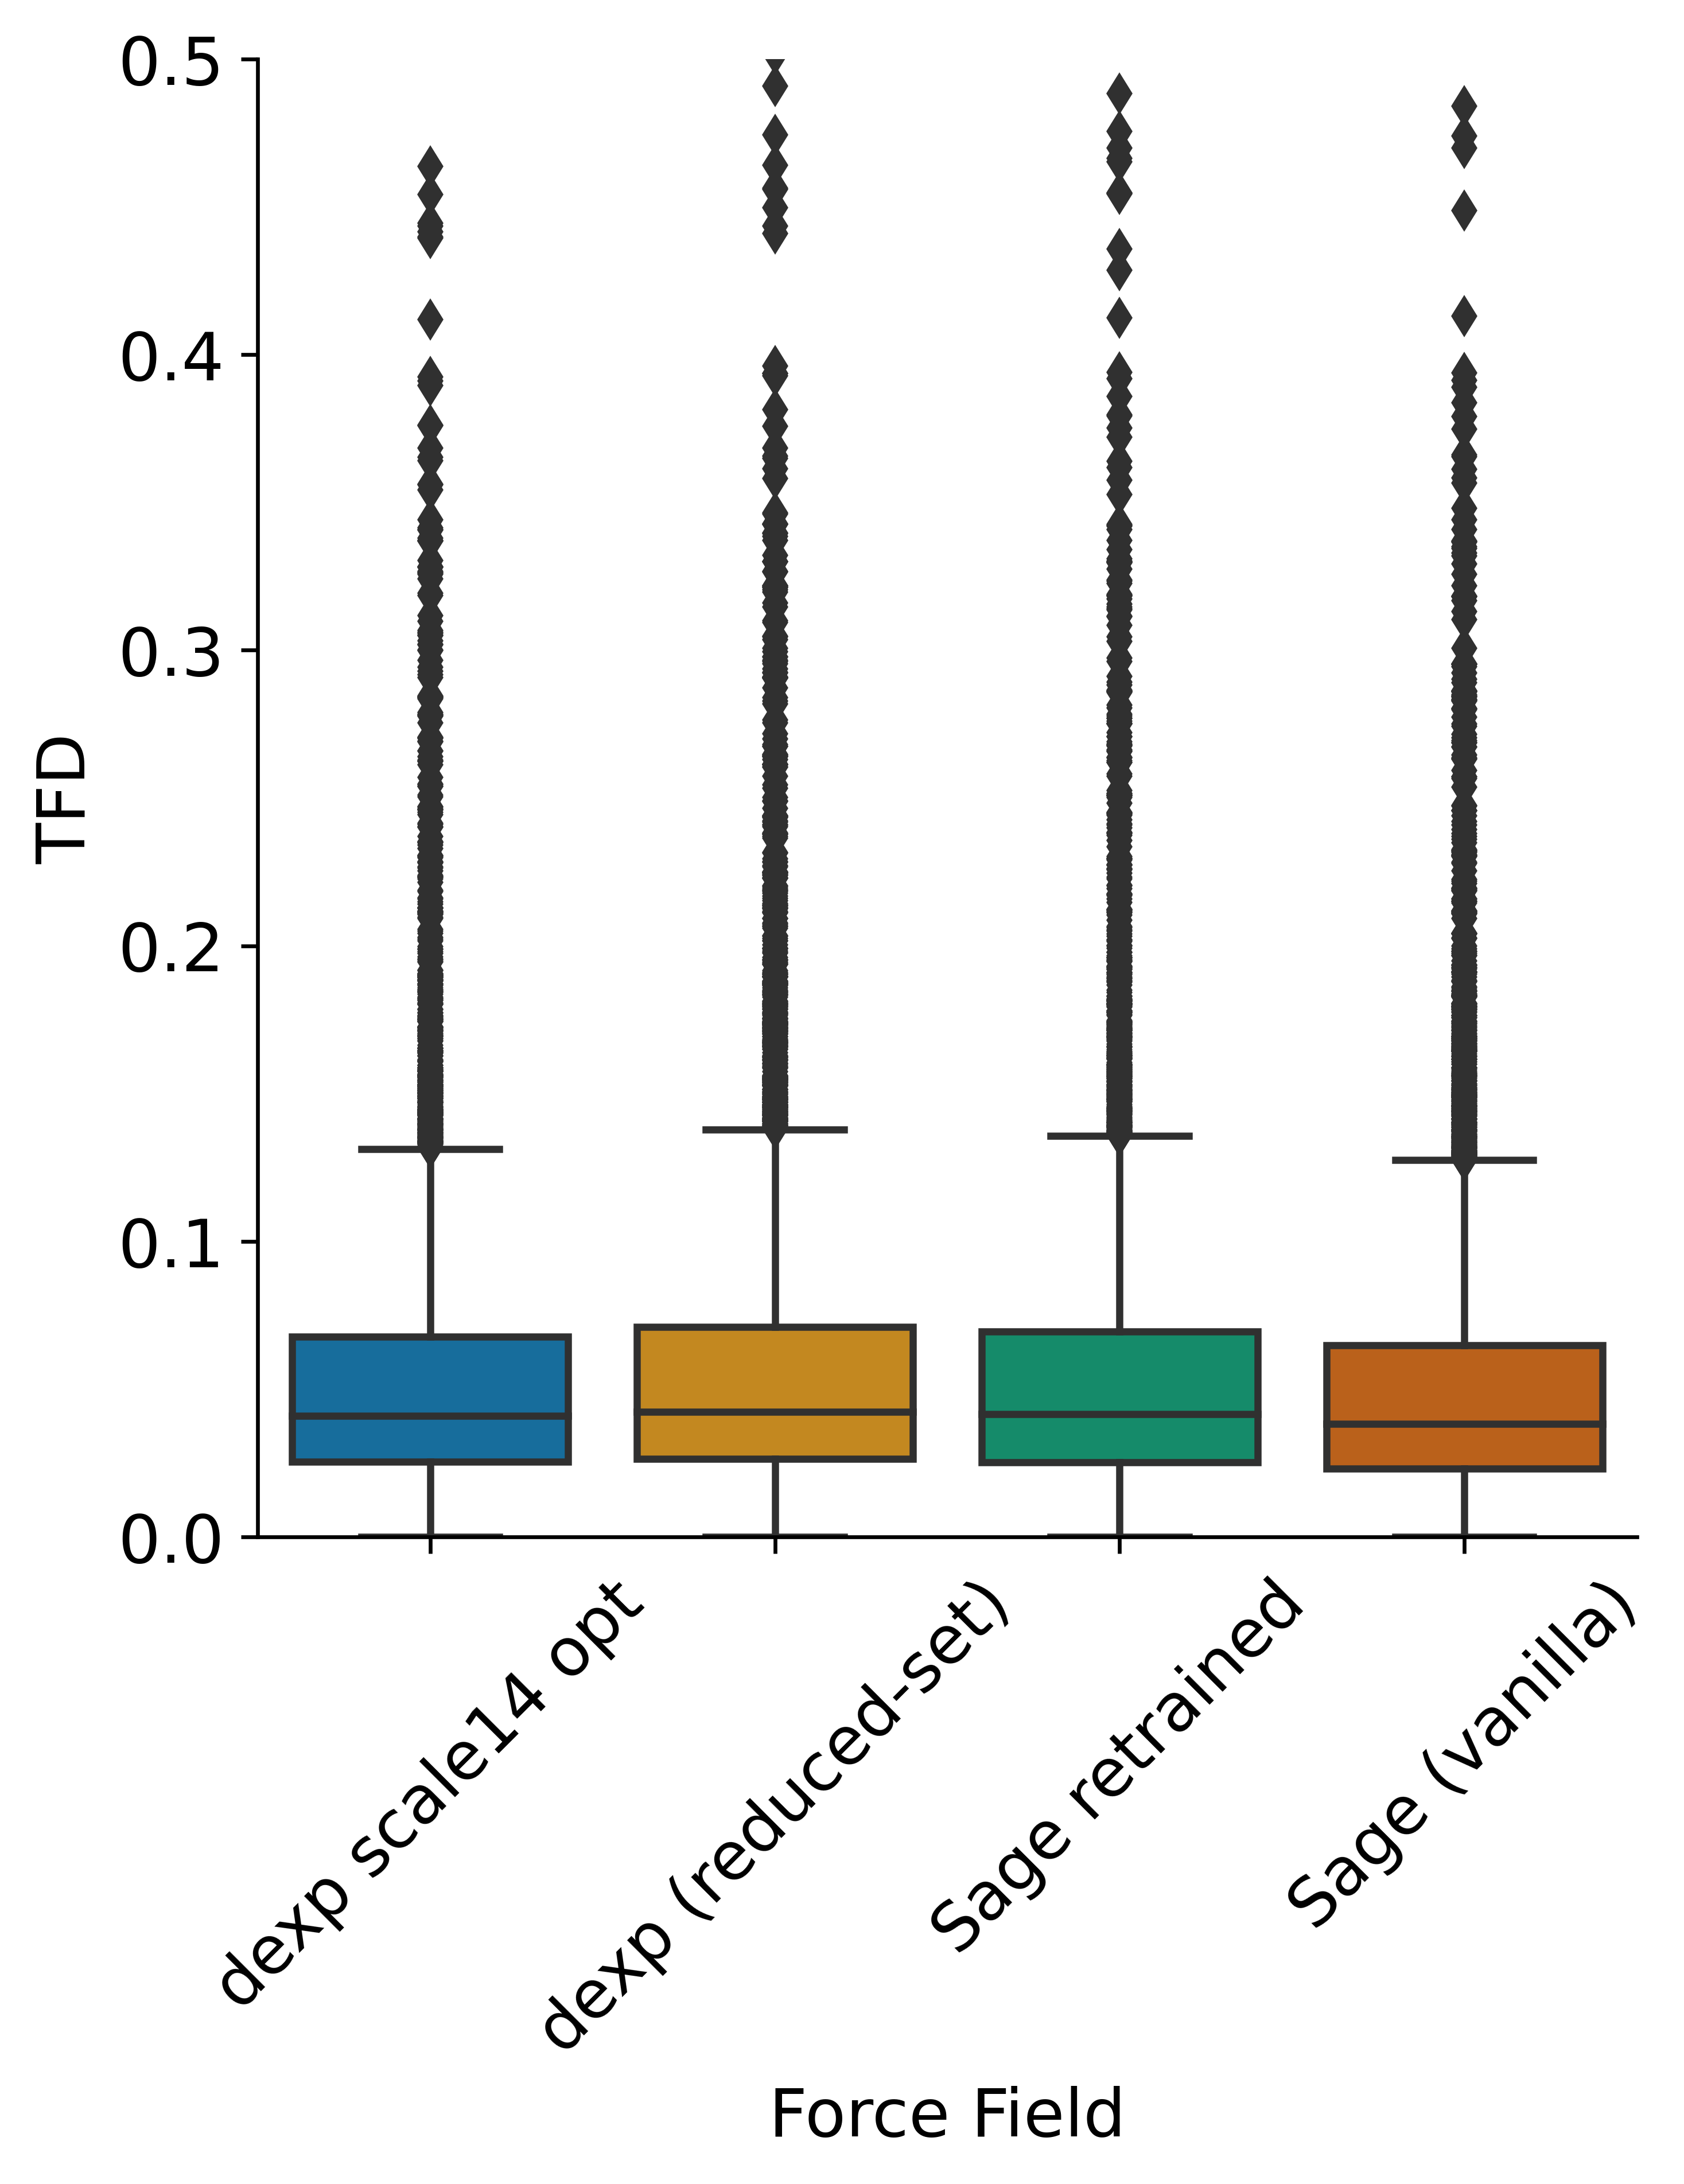 0.5
0.4
0.3
0.2
0.1
0.0
TFD
dexp scale14 opt
dexp (reduced-set)
Sage retrained
Sage (vanilla)
Force Field